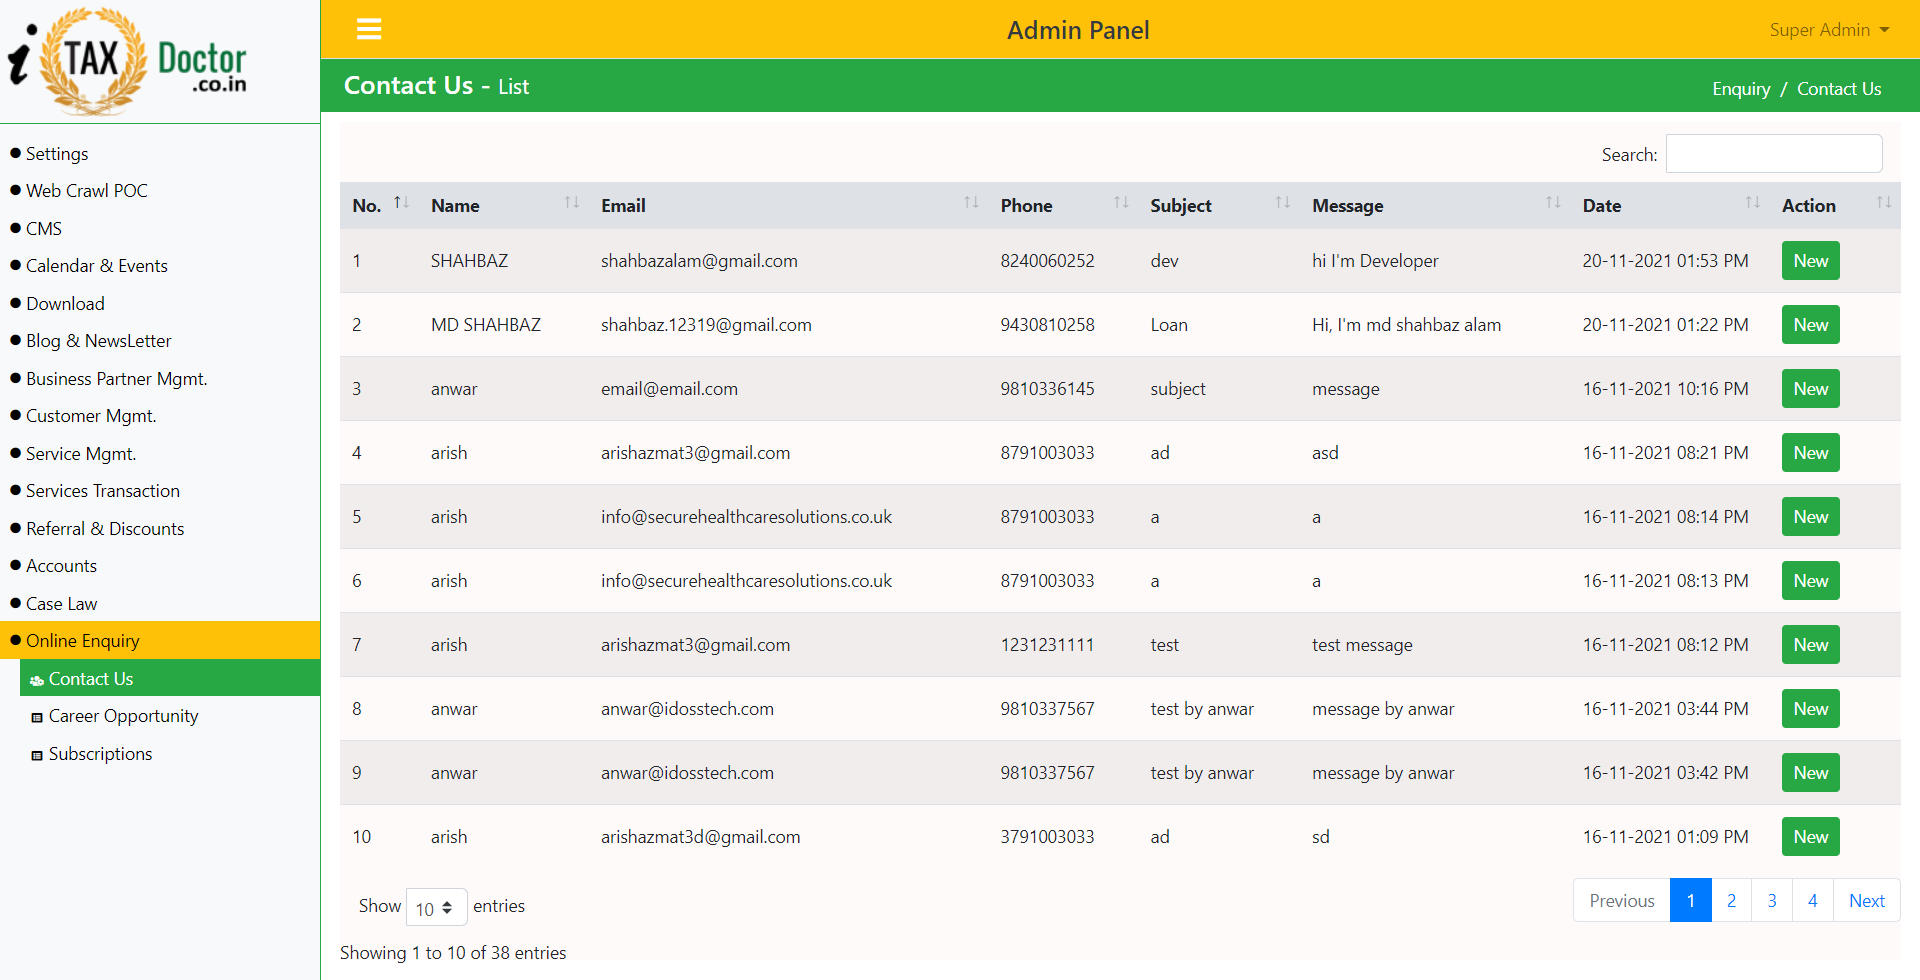 i TAX Doctor
.co.in
Admin Panel
Super Admin
Contact Us - List
Enquiry / Contact Us
Settings
Web Crawl POC
CMS
Calendar & Events
Download
Blog & NewsLetter
Business Partner Mgmt.
Customer Mgmt.
Service Mgmt.
Services Transaction
Referral & Discounts
Accounts
Case Law
Online Enquiry
Contact Us
Career Opportunity
Subscriptions
Search:
No. Name Email Phone Subject Message Date Action
1 SHAHBAZ shahbazalam@gmail.com 8240060252 dev hi I'm Developer 20-11-2021 01:53 PM New
2 MD SHAHBAZ shahbaz.12319@gmail.com 9430810258 Loan Hi, I'm md shahbaz alam 20-11-2021 01:22 PM New
3 anwar email@email.com 9810336145 subject message 16-11-2021 10:16 PM New
4 arish arishazmat3@gmail.com 8791003033 ad asd 16-11-2021 08:21 PM New
5 arish info@securehealthcaresolutions.co.uk 8791003033 a a 16-11-2021 08:14 PM New
6 arish info@securehealthcaresolutions.co.uk 8791003033 a a 16-11-2021 08:13 PM New
7 arish arishazmat3@gmail.com 1231231111 test test message 16-11-2021 08:12 PM New
8 anwar anwar@idosstech.com 9810337567 test by anwar message by anwar 16-11-2021 03:44 PM New
9 anwar anwar@idosstech.com 9810337567 test by anwar message by anwar 16-11-2021 03:42 PM New
10 arish arishazmat3d@gmail.com 3791003033 ad sd 16-11-2021 01:09 PM New
Show 10 entries
Previous 1 2 3 4 Next
Showing 1 to 10 of 38 entries